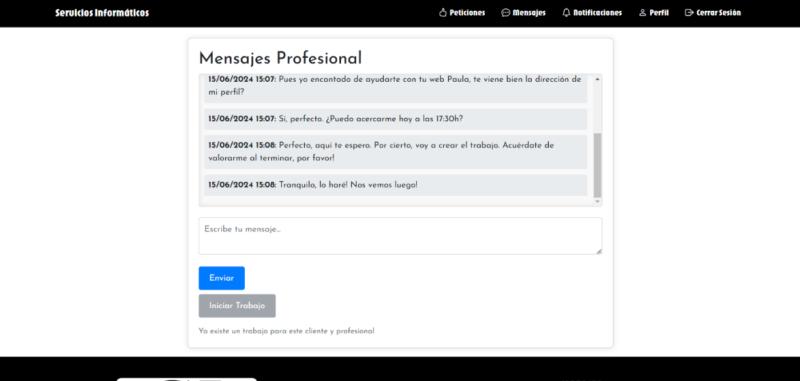 Servicios Informáticos
Peticiones
Mensajes
Notificaciones
Perfil
Cerrar Sesión
Mensajes Profesional
15/06/2024 15:07: Pues yo encantado de ayudarte con tu web Paula, te viene bien la dirección de
mi perfil?
15/06/2024 15:07: Sí, perfecto. ¿Puedo acercarme hoy a las 17:30h?
15/06/2024 15:08: Perfecto, aquí te espero. Por cierto, voy a crear el trabajo. Acuérdate de
valorarme al terminar, por favor!
15/06/2024 15:08: Tranquilo, lo haré! Nos vemos luego!
Escribe tu mensaje...
Enviar
Iniciar Trabajo
Ya existe un trabajo para este cliente y profesional